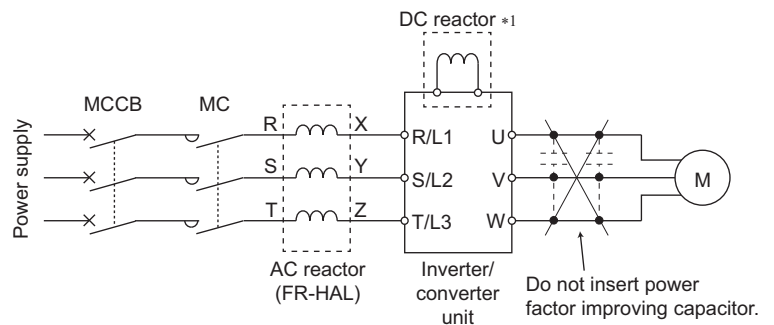 DC reactor *1
MCCB
MC
R
X
R/L1
U
S
Y
S/L2
V
T
Z
T/L3
W
M
Power supply
AC reactor
(FR-HAL)
Inverter/
converter
unit
Do not insert power
factor improving capacitor.